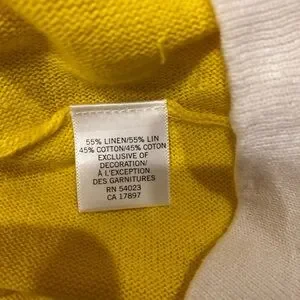 55% LINEN/55% LIN
45% COTTON/45% COTON
EXCLUSIVE OF
DECORATION/
À L'EXCEPTION
DES GARNITURES
RN 54023
CA 17897